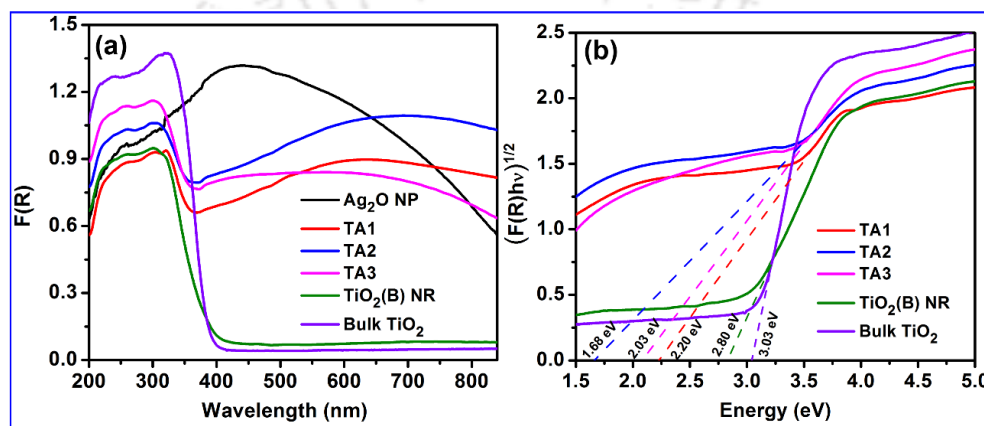 (a)
F(R)
1.5
1.2
0.9
0.6
0.3
0.0
200 300 400 500 600 700 800
Wavelength (nm)
Ag₂O NP
TA1
TA2
TA3
TiO₂(B) NR
Bulk TiO₂
(b)
(F(R)hν)^1/2
2.5
2.0
1.5
1.0
0.5
0.0
1.5 2.0 2.5 3.0 3.5 4.0 4.5 5.0
Energy (eV)
TA1
TA2
TA3
TiO₂(B) NR
Bulk TiO₂
1.68 eV
2.03 eV
2.20 eV
2.80 eV
3.03 eV